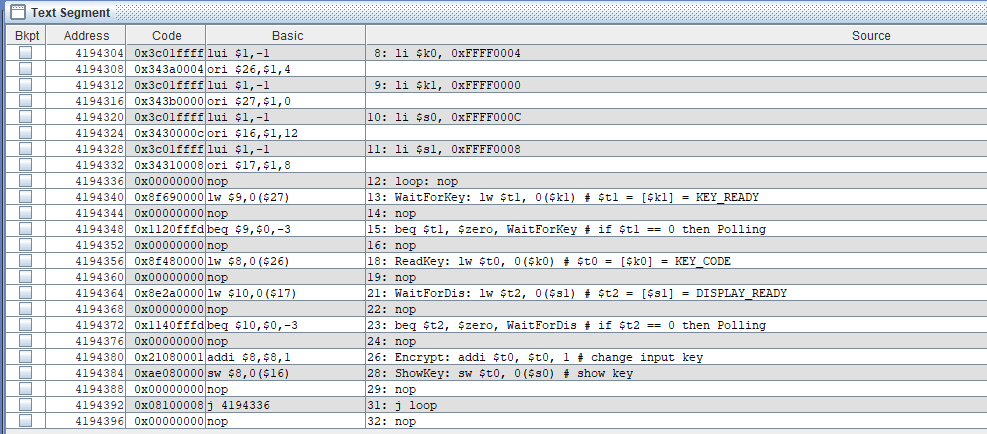 Text Segment
Bkpt Address Code Basic Source
4194304 0x3c01ffff lui $1,-1 8: li $k0, 0xFFFF0004
4194308 0x343a0004 ori $26,$1,4
4194312 0x3c01ffff lui $1,-1 9: li $k1, 0xFFFF0000
4194316 0x343b0000 ori $27,$1,0
4194320 0x3c01ffff lui $1,-1 10: li $s0, 0xFFFF000C
4194324 0x3430000c ori $16,$1,12
4194328 0x3c01ffff lui $1,-1 11: li $s1, 0xFFFF0008
4194332 0x34310008 ori $17,$1,8
4194336 0x00000000 nop 12: loop: nop
4194340 0x8f690000 lw $9,0($27) 13: WaitForKey: lw $t1, 0($k1) # $t1 = [$k1] = KEY_READY
4194344 0x00000000 nop 14: nop
4194348 0x1120fffd beq $9,$0,-3 15: beq $t1, $zero, WaitForKey # if $t1 == 0 then Polling
4194352 0x00000000 nop 16: nop
4194356 0x8f480000 lw $8,0($26) 18: ReadKey: lw $t0, 0($k0) # $t0 = [$k0] = KEY_CODE
4194360 0x00000000 nop 19: nop
4194364 0x8e2a0000 lw $10,0($17) 21: WaitForDis: lw $t2, 0($s1) # $t2 = [$s1] = DISPLAY_READY
4194368 0x00000000 nop 22: nop
4194372 0x1140fffd beq $10,$0,-3 23: beq $t2, $zero, WaitForDis # if $t2 == 0 then Polling
4194376 0x00000000 nop 24: nop
4194380 0x21080001 addi $8,$8,1 26: Encrypt: addi $t0, $t0, 1 # change input key
4194384 0xae080000 sw $8,0($16) 28: ShowKey: sw $t0, 0($s0) # show key
4194388 0x00000000 nop 29: nop
4194392 0x08100008 j 4194336 31: j loop
4194396 0x00000000 nop 32: nop